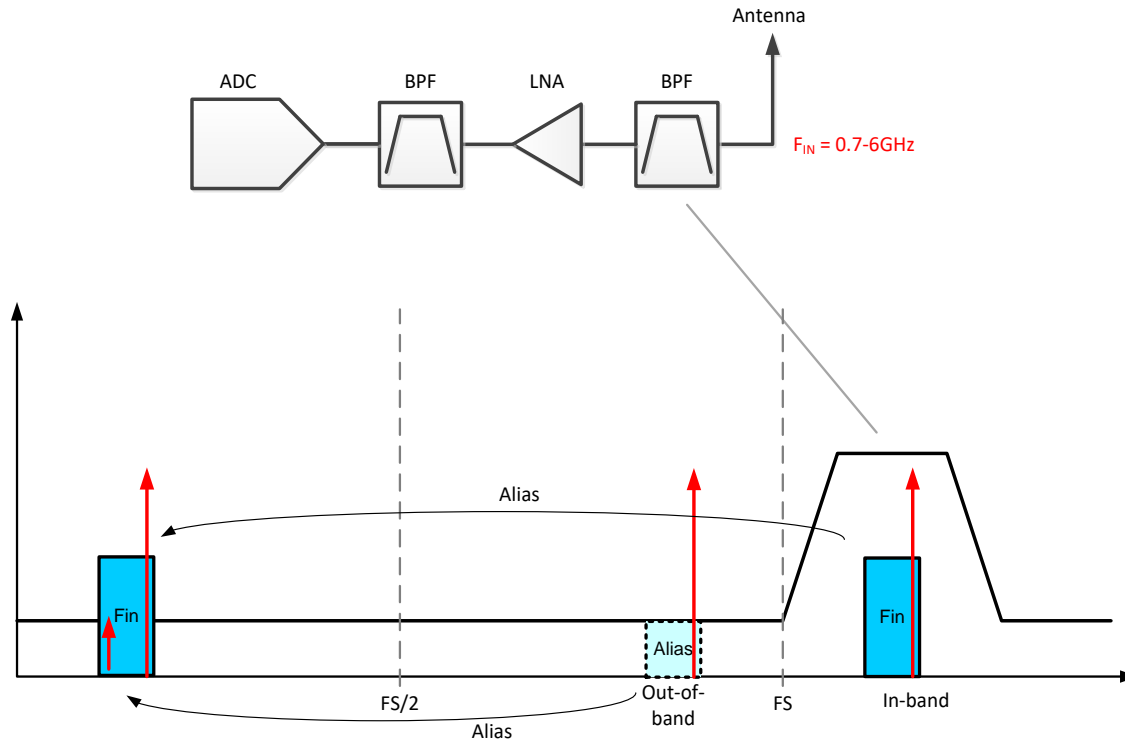 Antenna
ADC
BPF
LNA
BPF
F_IN = 0.7-6GHz
Alias
Fin
Fin
Alias
FS/2
Out-of-
band
FS
In-band
Alias